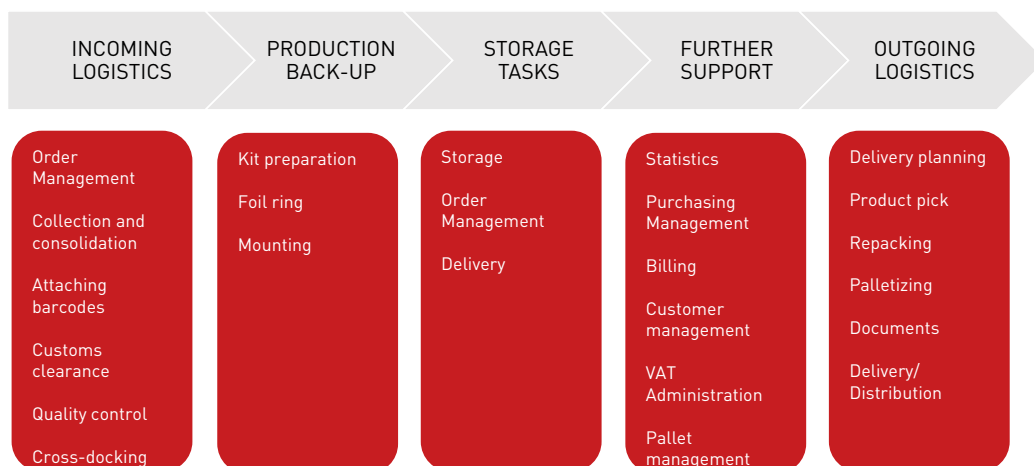 INCOMING
LOGISTICS
PRODUCTION
BACK-UP
STORAGE
TASKS
FURTHER
SUPPORT
OUTGOING
LOGISTICS
Order
Management
Collection and
consolidation
Attaching
barcodes
Customs
clearance
Quality control
Cross-docking
Kit preparation
Foil ring
Mounting
Storage
Order
Management
Delivery
Statistics
Purchasing
Management
Billing
Customer
management
VAT
Administration
Pallet
management
Delivery planning
Product pick
Repacking
Palletizing
Documents
Delivery/
Distribution